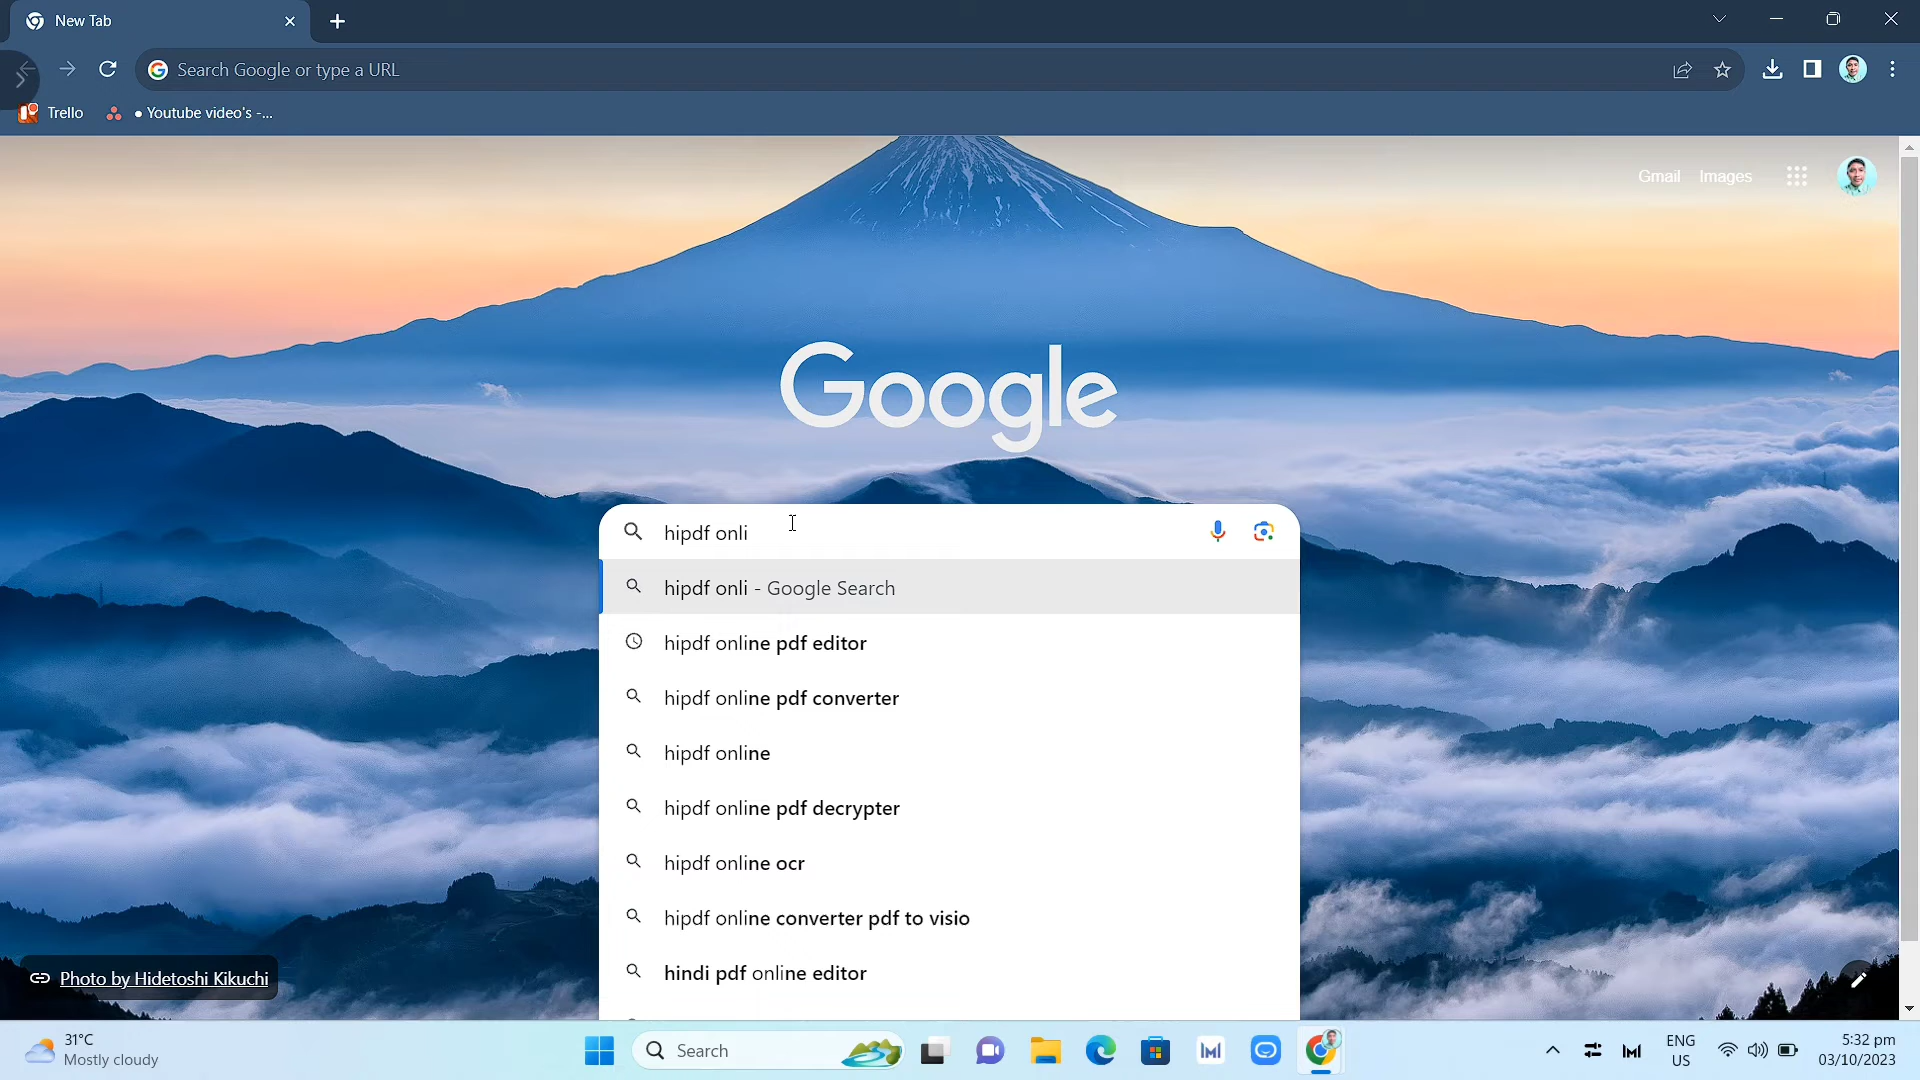 New Tab
Search Google or type a URL
Trello
• Youtube video's -...
Gmail Images
Google
hipdf onli
hipdf onli - Google Search
hipdf online pdf editor
hipdf online pdf converter
hipdf online
hipdf online pdf decrypter
hipdf online ocr
hipdf online converter pdf to visio
hindi pdf online editor
Photo by Hidetoshi Kikuchi
31°C
Mostly cloudy
Search
ENG
US
5:32 pm
03/10/2023